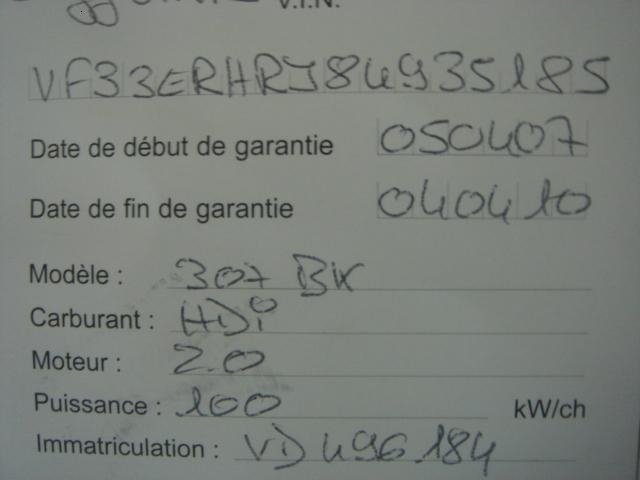 V.I.N.
VF33ERHRJ84935185
Date de début de garantie 050407
Date de fin de garantie 040410
Modèle : 307 BK
Carburant : HDi
Moteur : 2.0
Puissance : 100 kW/ch
Immatriculation : VD 496.184